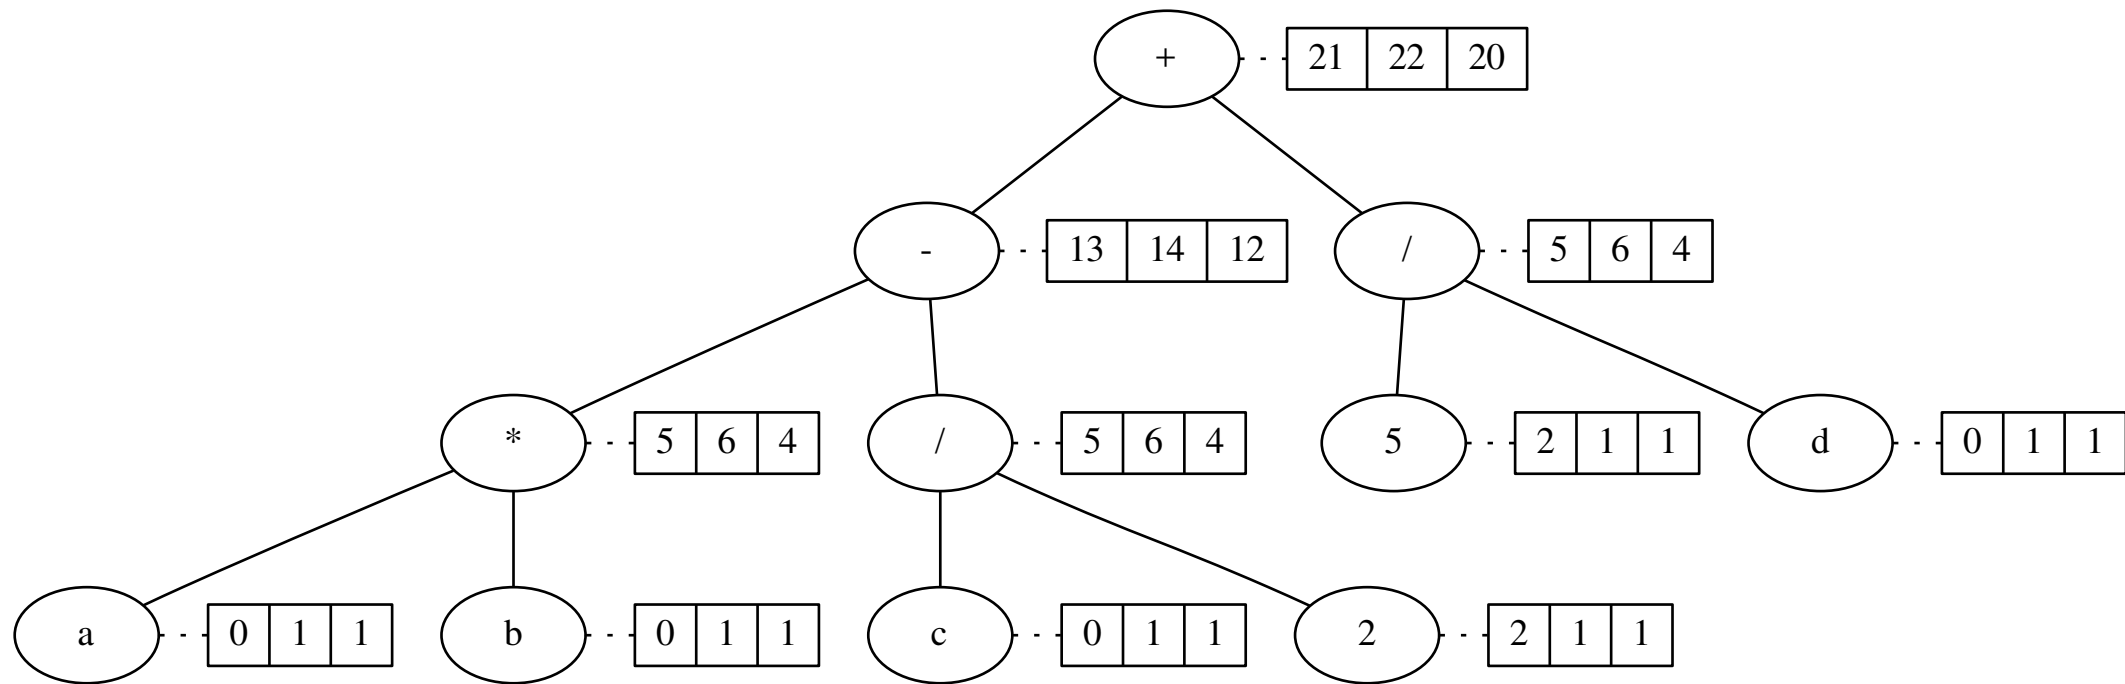 + 21 22 20
- 13 14 12 / 5 6 4
* 5 6 4 / 5 6 4 5 2 1 1 d 0 1 1
a 0 1 1 b 0 1 1 c 0 1 1 2 2 1 1